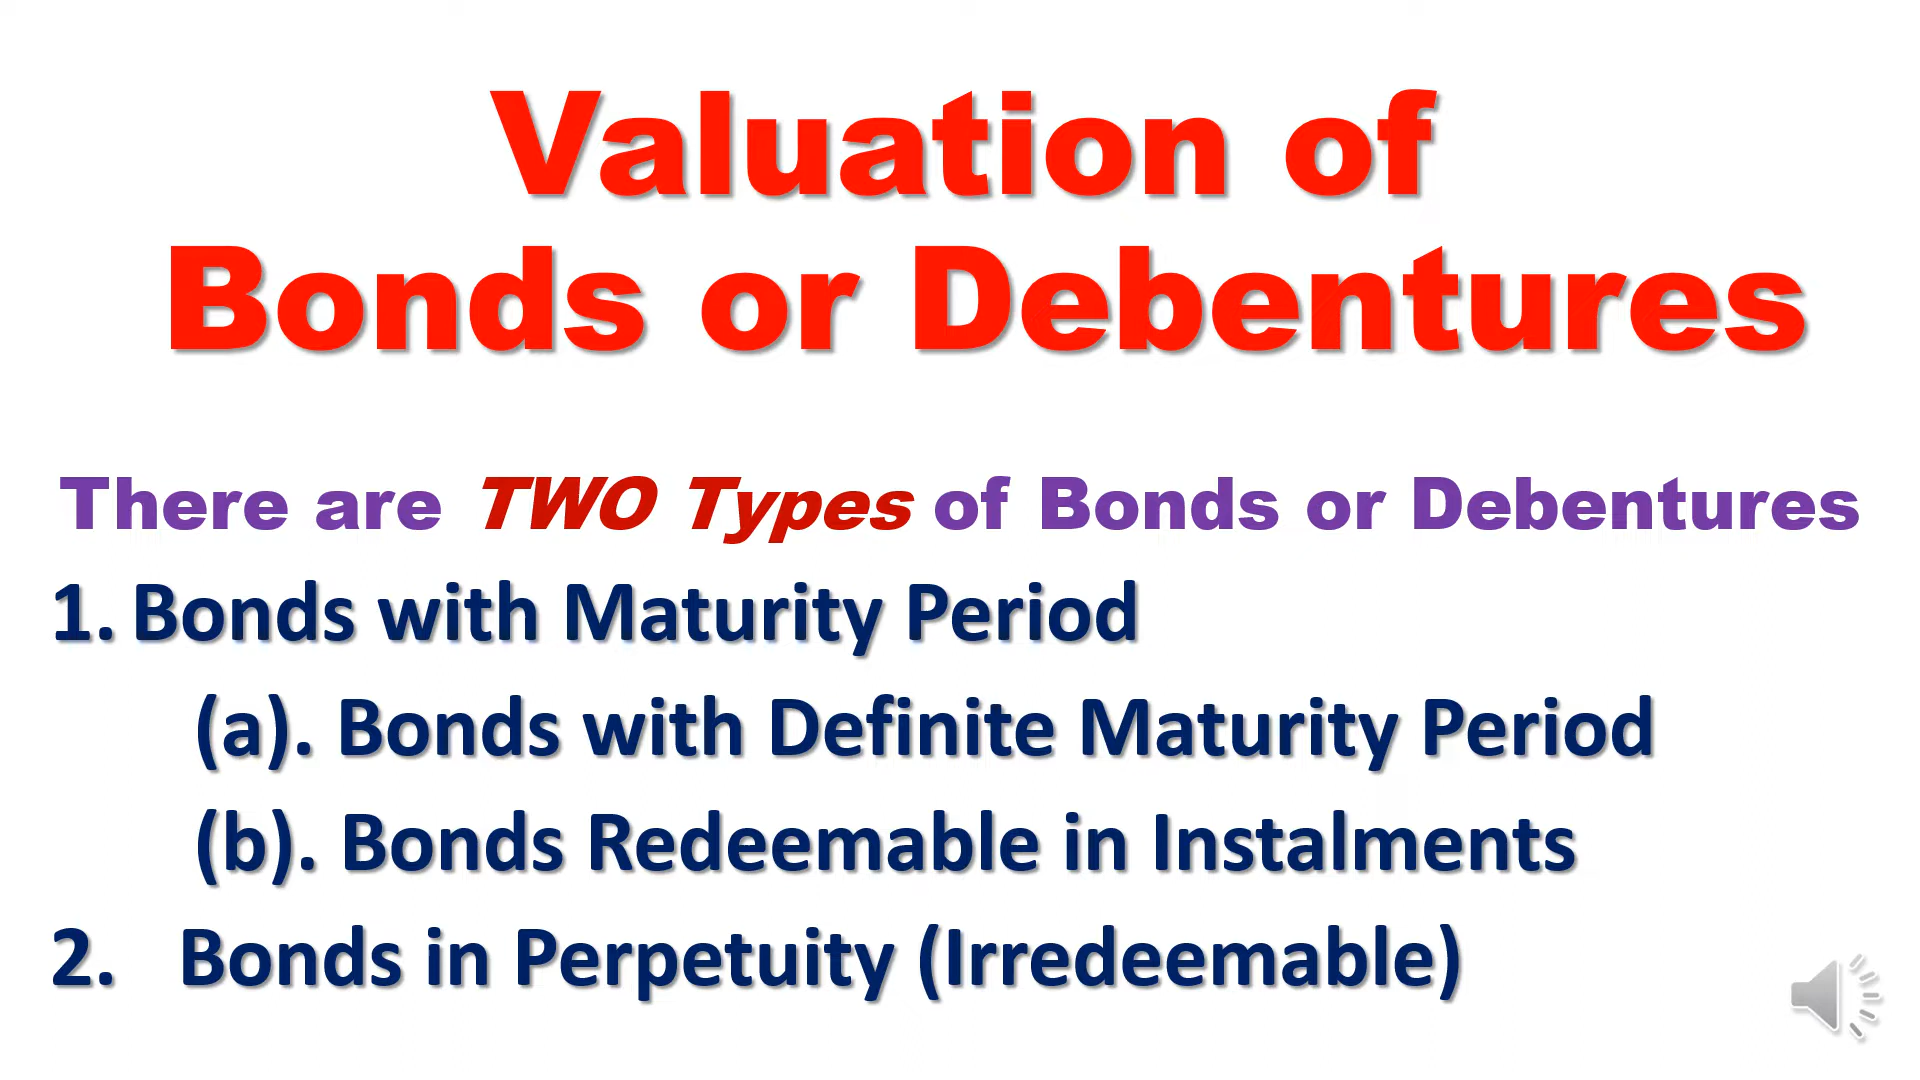 Valuation of
Bonds or Debentures
There are TWO Types of Bonds or Debentures
1. Bonds with Maturity Period
(a). Bonds with Definite Maturity Period
(b). Bonds Redeemable in Instalments
2. Bonds in Perpetuity (Irredeemable)